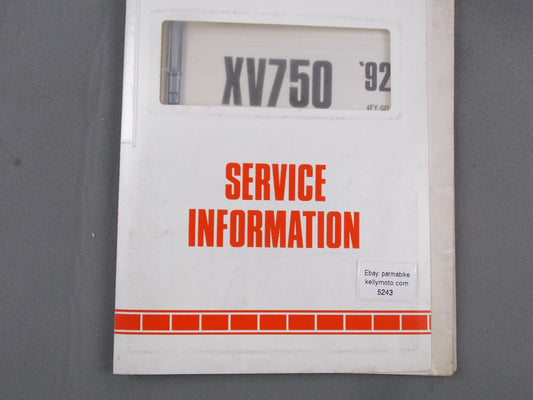 XV750 '92
SERVICE
INFORMATION
Ebay parmabike
kellymoto.com
5243